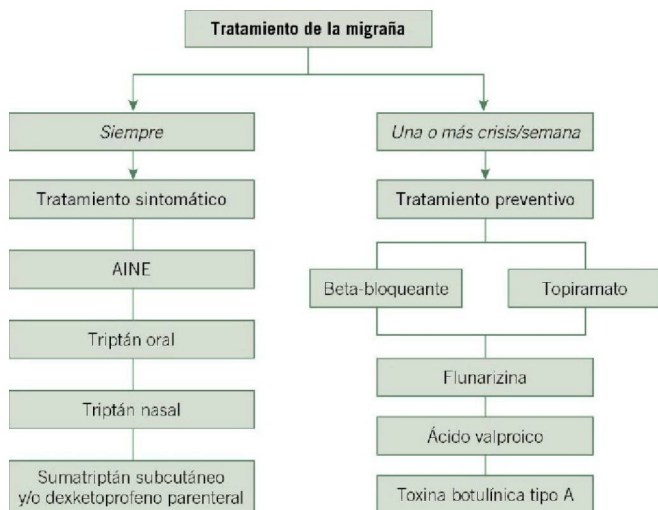 Tratamiento de la migraña
Siempre
Una o más crisis/semana
Tratamiento sintomático
Tratamiento preventivo
AINE
Beta-bloqueante
Topiramato
Triptán oral
Flunarizina
Triptán nasal
Ácido valproico
Sumatriptán subcutáneo
y/o dexketoprofeno parenteral
Toxina botulínica tipo A